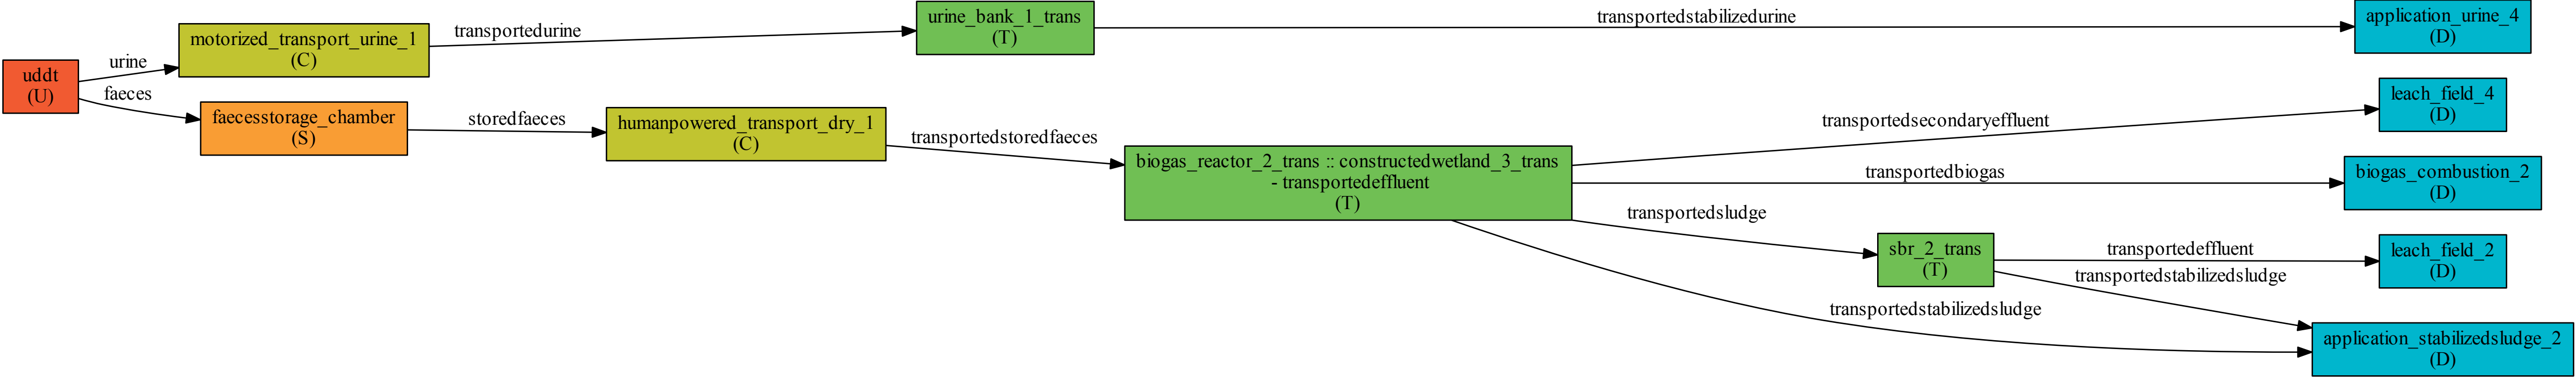 uddt
(U)
urine
faeces
motorized_transport_urine_1
(C)
faecesstorage_chamber
(S)
transportedurine
storedfaeces
humanpowered_transport_dry_1
(C)
urine_bank_1_trans
(T)
transportedstoredfaeces
biogas_reactor_2_trans :: constructedwetland_3_trans
- transportedeffluent
(T)
transportedstabilizedurine
transportedsecondaryeffluent
transportedbiogas
transportedsludge
sbr_2_trans
(T)
transportedeffluent
transportedstabilizedsludge
transportedstabilizedsludge
application_urine_4
(D)
leach_field_4
(D)
biogas_combustion_2
(D)
leach_field_2
(D)
application_stabilizedsludge_2
(D)